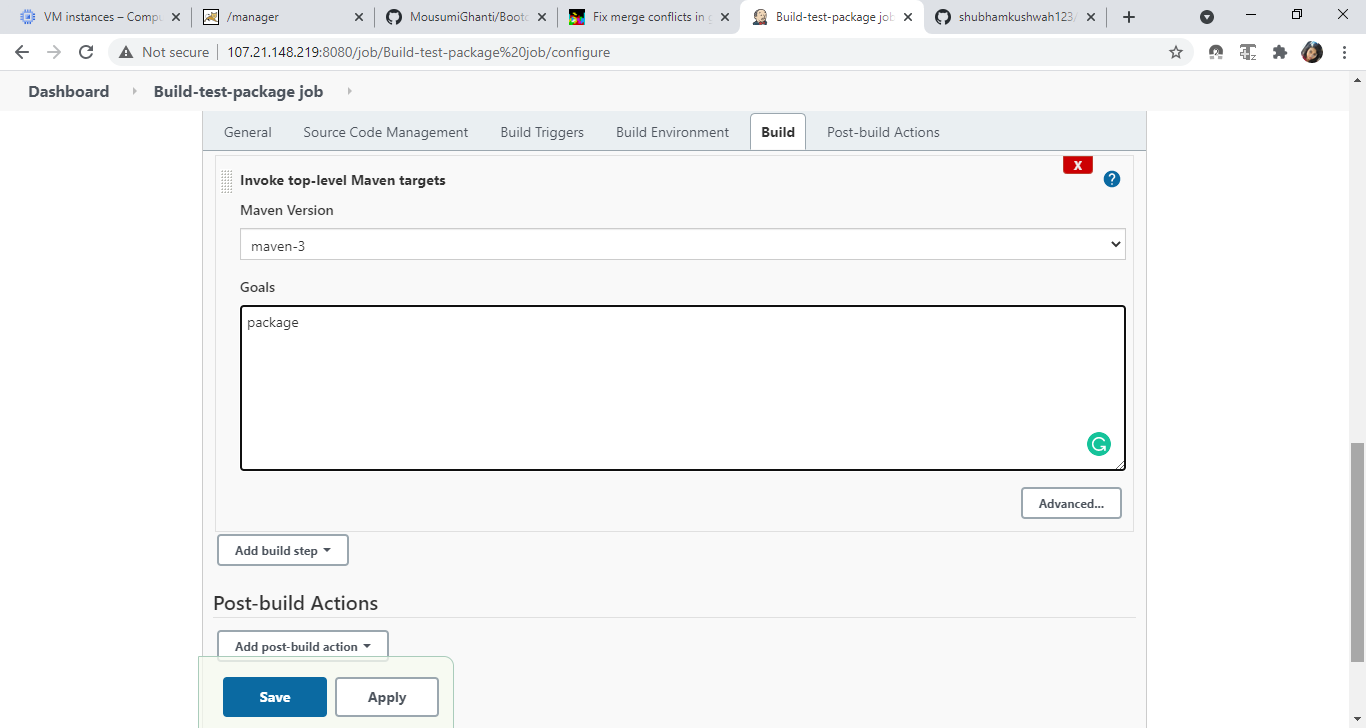 VM instances – Compu
/manager
MousumiGhanti/Bootc
Fix merge conflicts in g
Build-test-package job
shubhamkushwah123/
Not secure
107.21.148.219:8080/job/Build-test-package%20job/configure
Dashboard
Build-test-package job
General
Source Code Management
Build Triggers
Build Environment
Build
Post-build Actions
X
Invoke top-level Maven targets
?
Maven Version
maven-3
Goals
package
Advanced...
Add build step
Post-build Actions
Add post-build action
Save
Apply